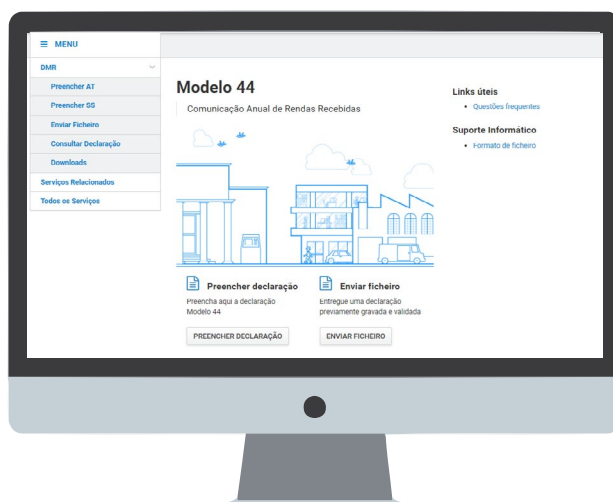 ≡ MENU
DMR
Preencher AT
Preencher SS
Enviar Ficheiro
Consultar Declaração
Downloads
Serviços Relacionados
Todos os Serviços
Modelo 44
Comunicação Anual de Rendas Recebidas
Preencher declaração
Preencha aqui a declaração
Modelo 44
PREENCHER DECLARAÇÃO
Enviar ficheiro
Entregue uma declaração
previamente gravada e validada
ENVIAR FICHEIRO
Links úteis
• Questões frequentes
Suporte Informático
• Formato de ficheiro